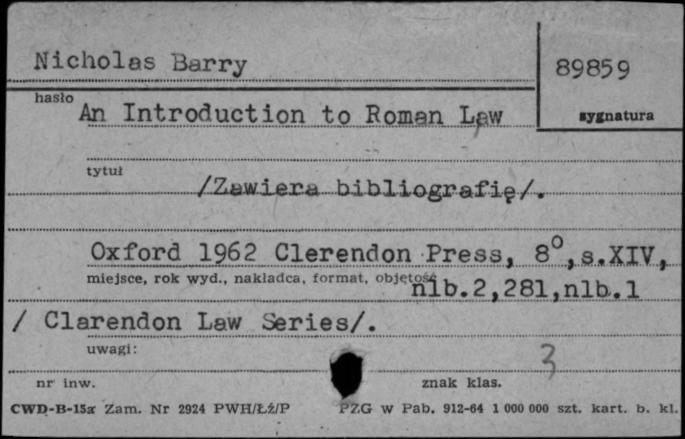 Nicholas Barry
89859
hasło
sygnatura
An Introduction to Roman Law
tytuł
/Zawiera bibliografię/.
Oxford 1962 Clerendon Press, 8°,s.XIV,
miejsce, rok wyd., nakładca, format, objętość
nlb.2,281,nlb.1
/ Clarendon Law Series/.
uwagi:
3
nr inw.
znak klas.
CWD-B-15a Zam. Nr 2924 PWH/Łź/P
PZG w Pab. 912-64 1 000 000 szt. kart. b. kl.